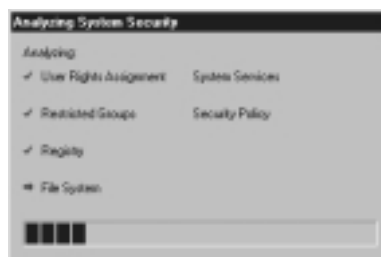 Analyzing System Security
Analyzing:
User Rights Assignment System Services
Restricted Groups Security Policy
Registry
File System